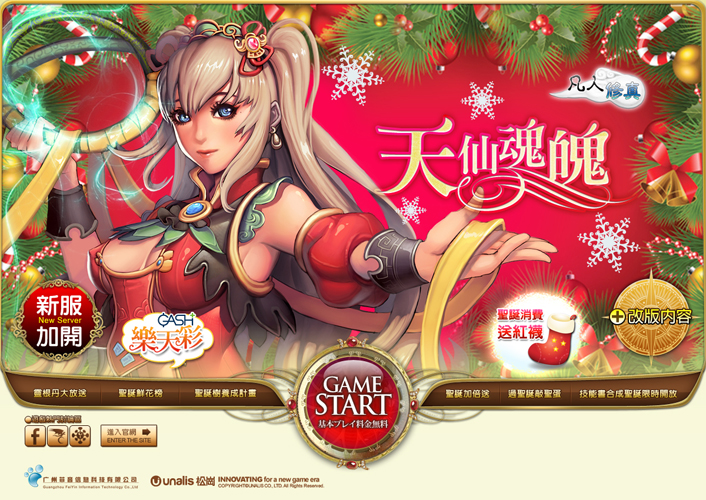 凡人修真
天仙魂魄
新服
New Server
加開
GASH
樂天彩
聖誕消費
送紅襪
+改版內容
靈根丹大放送
聖誕鮮花榜
聖誕樹養成計畫
GAME
START
基本プレイ料金無料
聖誕加倍送
過聖誕敲聖蛋
技能書合成聖誕限時開放
進入官網
ENTER THE SITE
广州菲音信息科技有限公司
Guangzhou FeiYin Information Technology Co., Ltd
unalis 松崗
INNOVATING for a new game era
COPYRIGHT©UNALIS CO., LTD. All Rights Reserved.